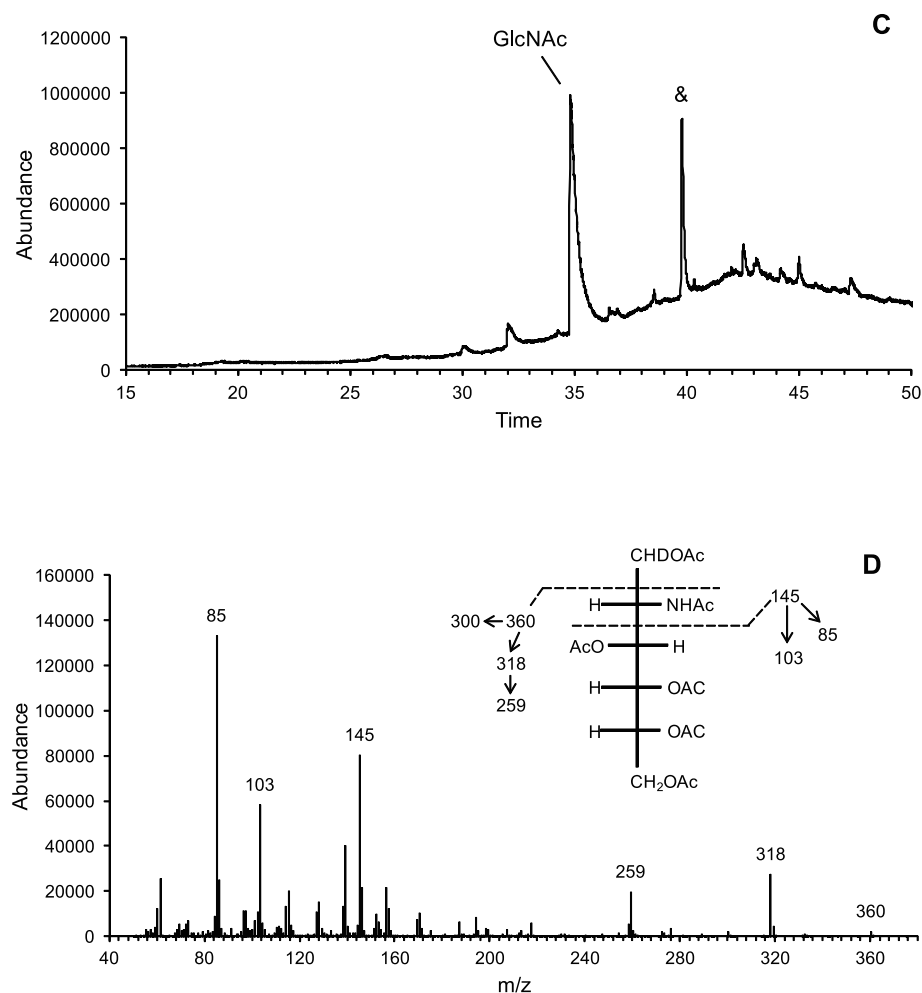 C
GlcNAc
&
1200000
1000000
800000
600000
400000
200000
0
Abundance
15 20 25 30 35 40 45 50
Time
D
CHDOAc
H NHAc
145
300 360
85
AcO H
103
318
H OAC
259
H OAC
CH2OAc
160000
140000
120000
100000
80000
60000
40000
20000
0
Abundance
85
103
145
259
318
360
40 80 120 160 200 240 280 320 360
m/z